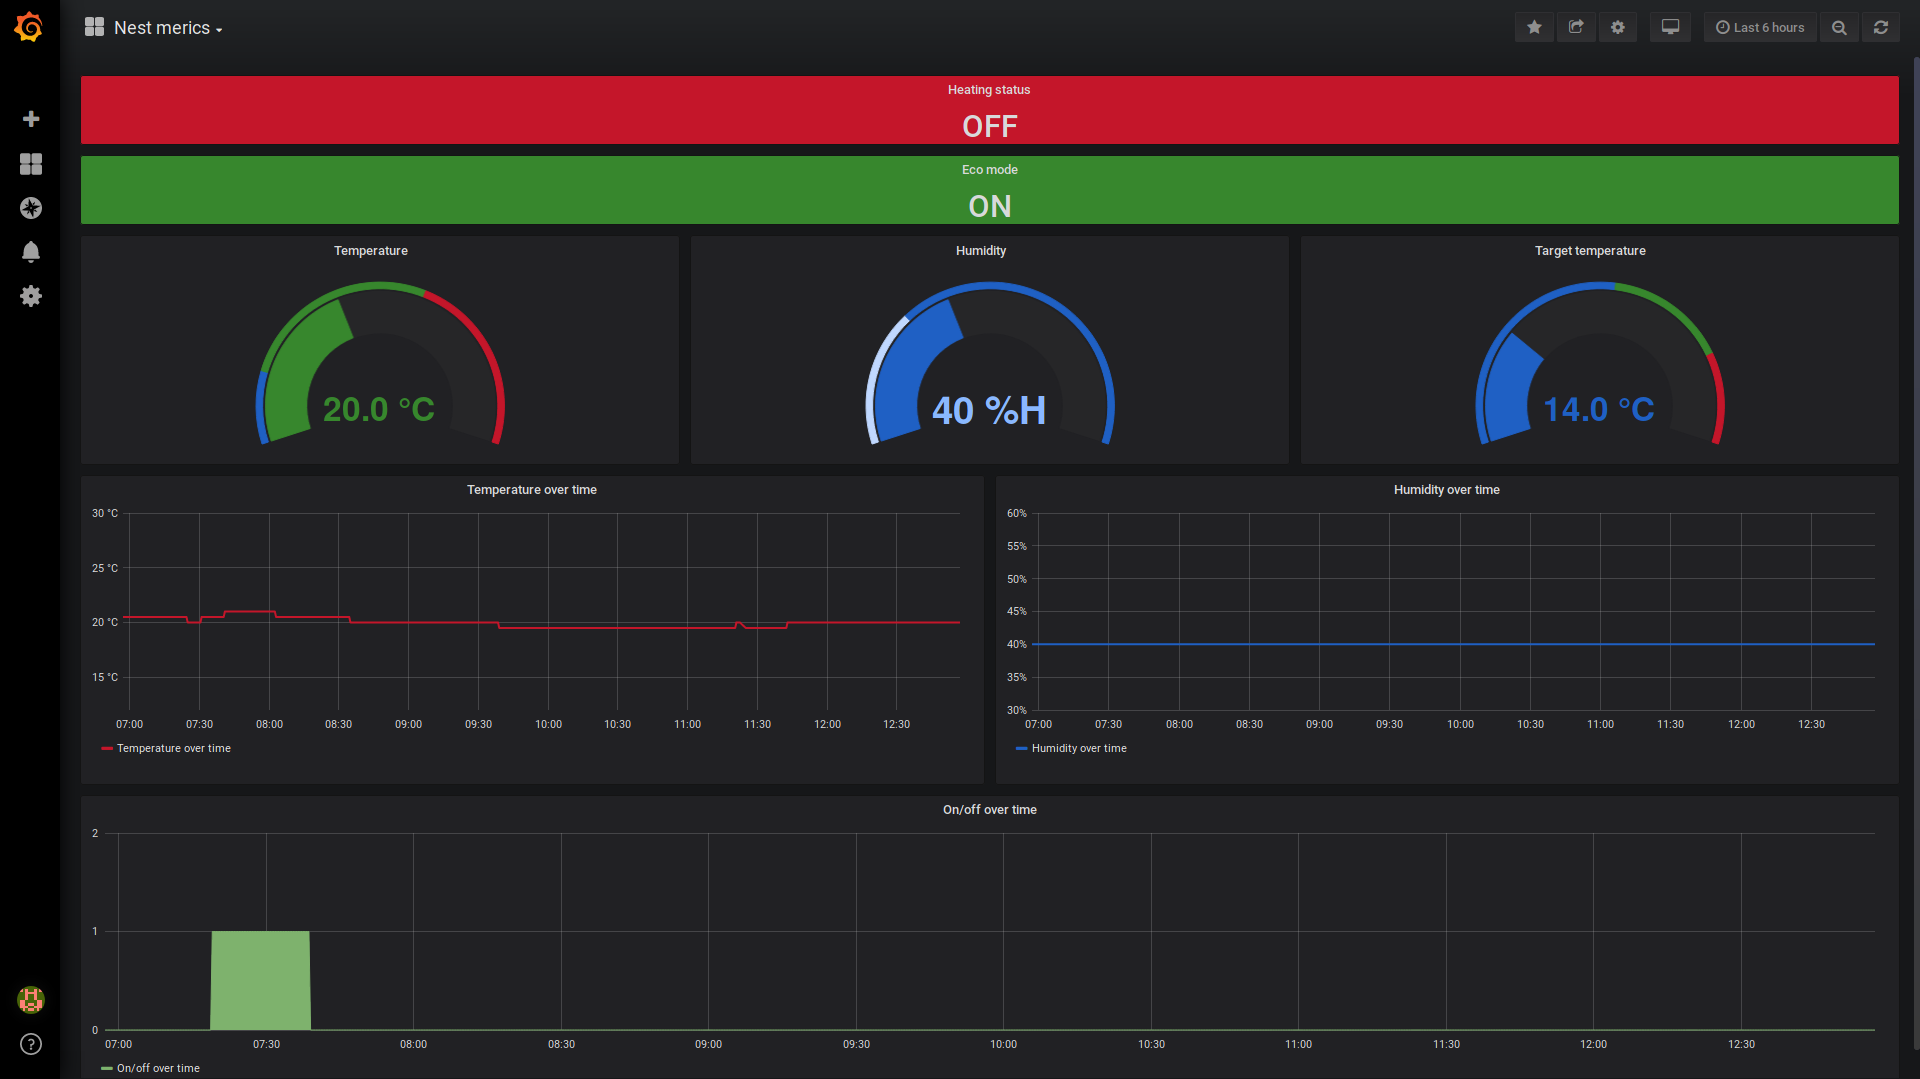 Nest merics
Last 6 hours
Heating status
OFF
Eco mode
ON
Temperature
20.0 °C
Humidity
40 %H
Target temperature
14.0 °C
Temperature over time
30 °C
25 °C
20 °C
15 °C
07:00 07:30 08:00 08:30 09:00 09:30 10:00 10:30 11:00 11:30 12:00 12:30
Temperature over time
Humidity over time
60%
55%
50%
45%
40%
35%
30%
07:00 07:30 08:00 08:30 09:00 09:30 10:00 10:30 11:00 11:30 12:00 12:30
Humidity over time
On/off over time
2
1
0
07:00 07:30 08:00 08:30 09:00 09:30 10:00 10:30 11:00 11:30 12:00 12:30
On/off over time
?